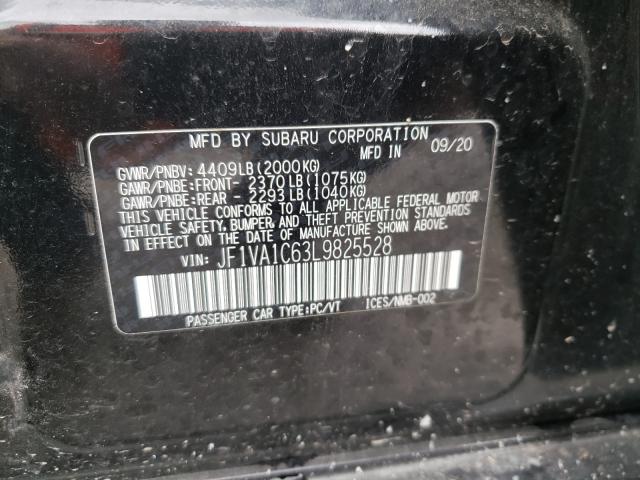 MFD BY SUBARU CORPORATION
MFD IN 09/20
GVWR/PNBV: 4409LB(2000KG)
GAWR/PNBE:FRONT- 2370LB(1075KG)
GAWR/PNBE:REAR - 2293LB(1040KG)
THIS VEHICLE CONFORMS TO ALL APPLICABLE FEDERAL MOTOR
VEHICLE SAFETY, BUMPER, AND THEFT PREVENTION STANDARDS
IN EFFECT ON THE DATE OF MANUFACTURE SHOWN ABOVE.
VIN: JF1VA1C63L9825528
PASSENGER CAR TYPE:PC/VT ICES/NMB-002